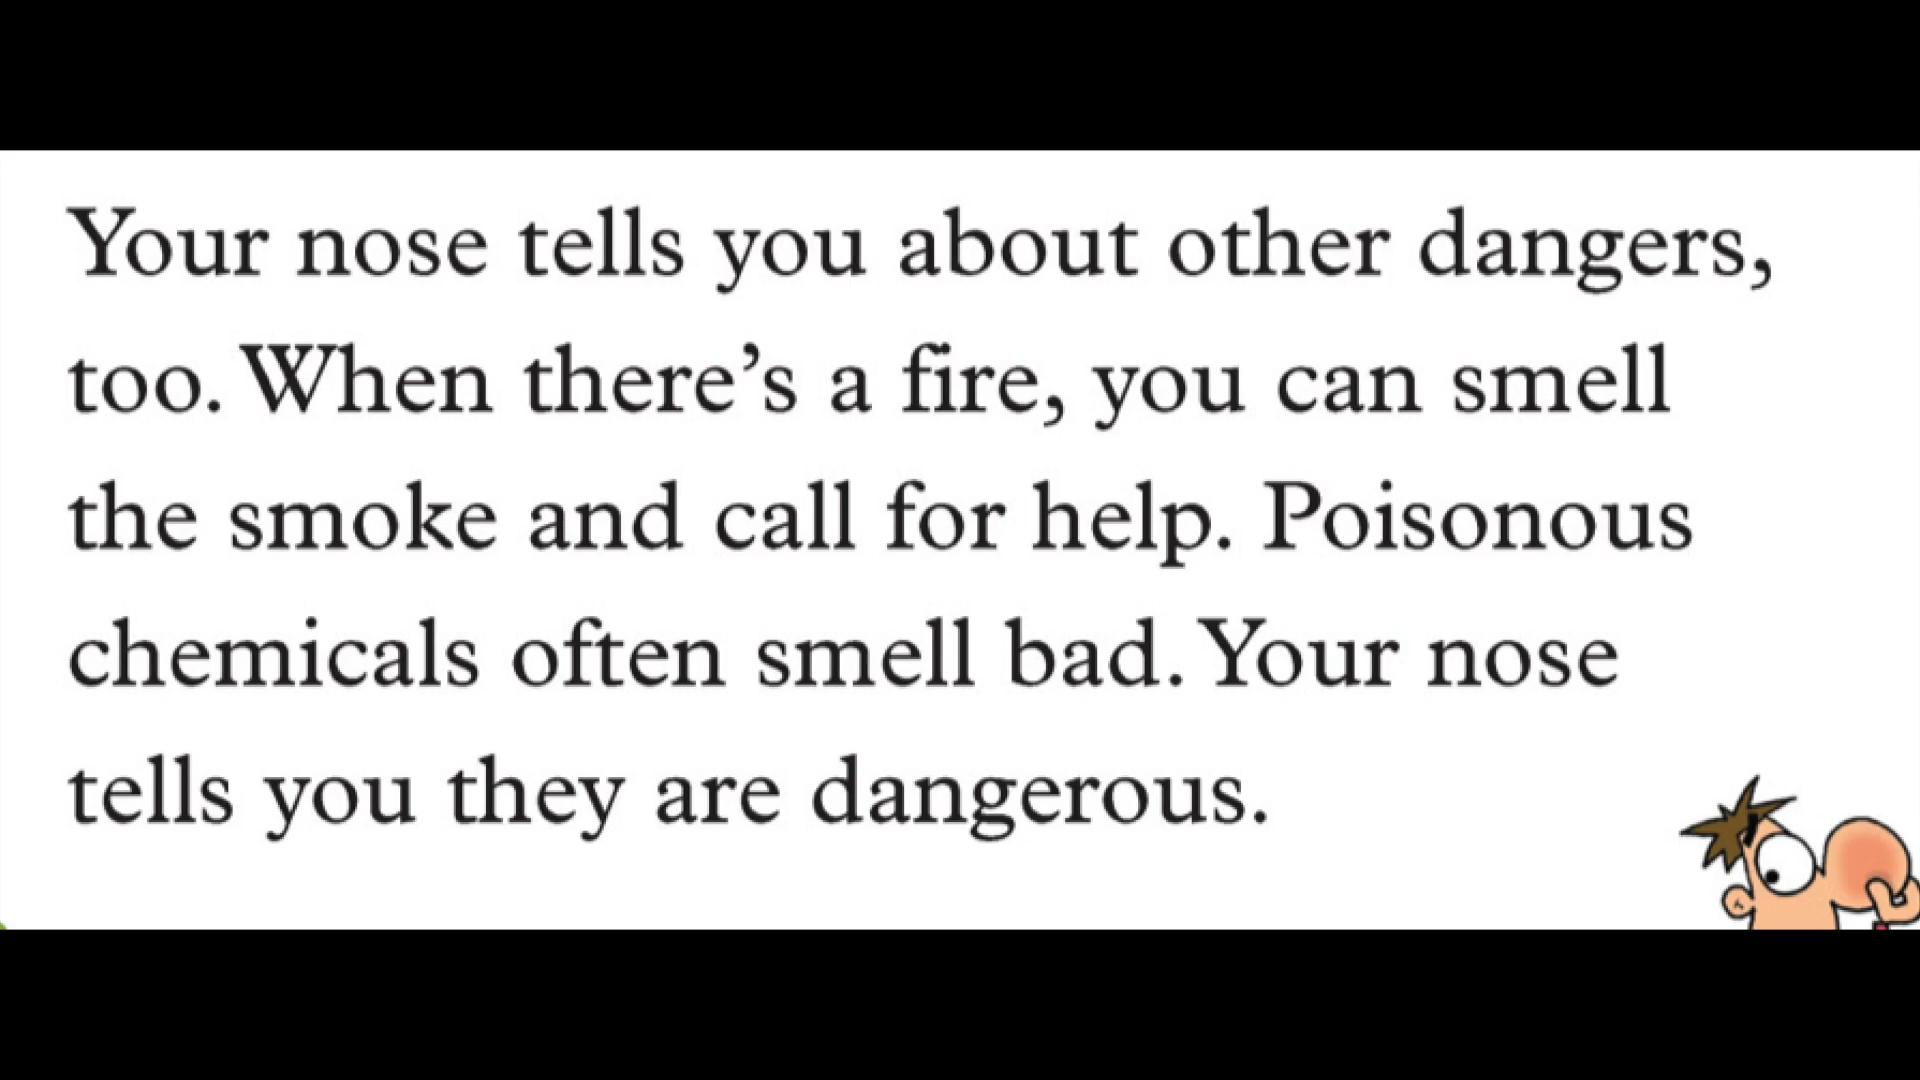 Your nose tells you about other dangers,
too. When there’s a fire, you can smell
the smoke and call for help. Poisonous
chemicals often smell bad. Your nose
tells you they are dangerous.